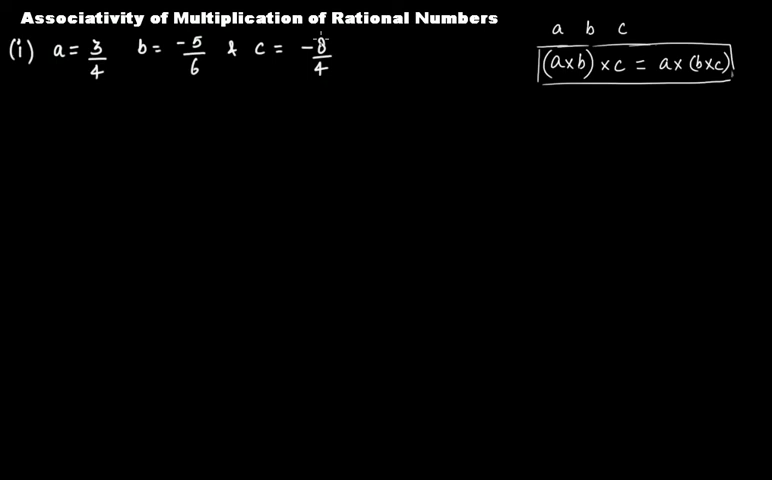 Associativity of Multiplication of Rational Numbers
a b c
(i) a = 3/4 b = -5/6 & c = -8/4
(a×b) × c = a × (b×c)